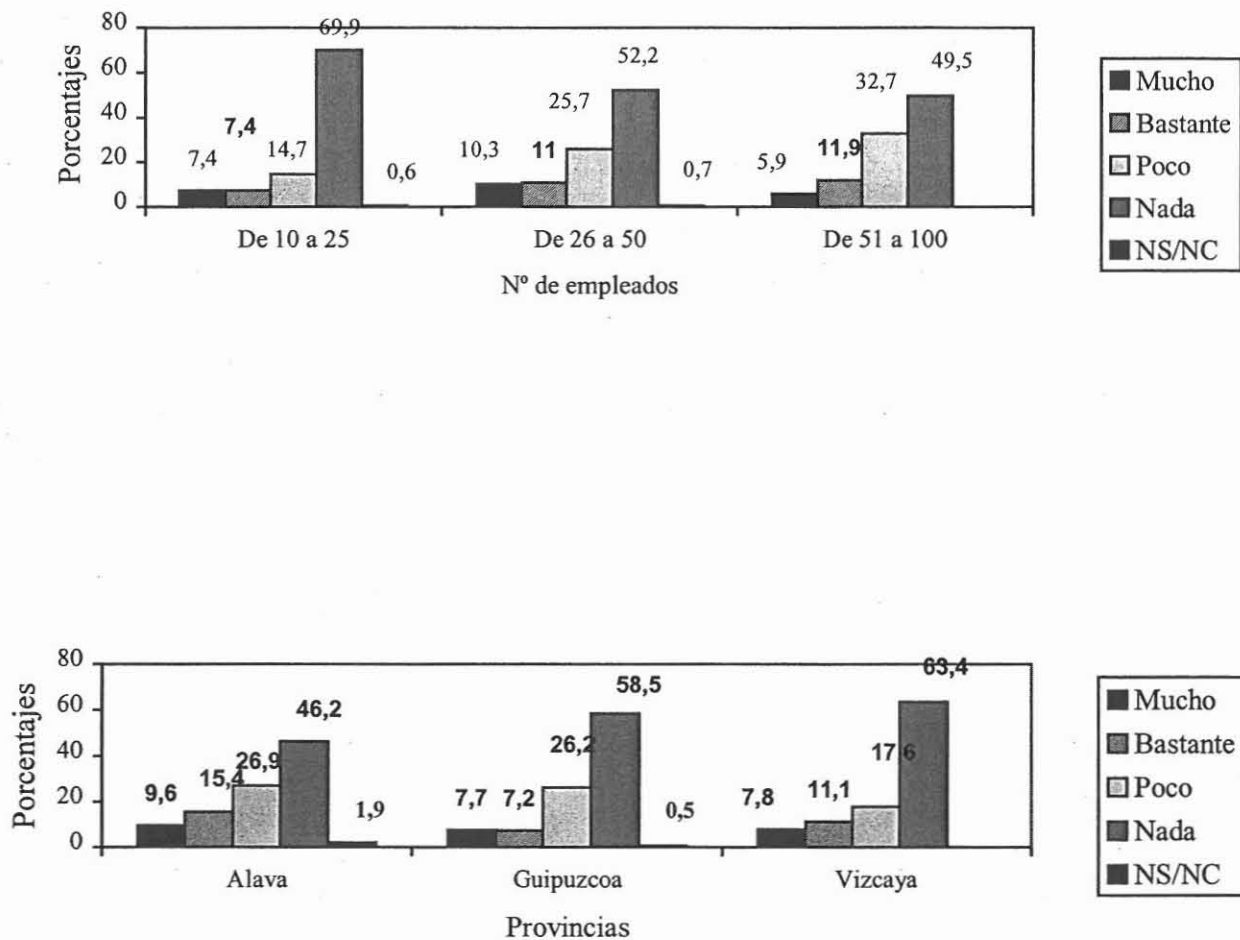 80
60
40
20
0
Porcentajes
7,4
7,4
14,7
69,9
0,6
10,3
11
25,7
52,2
0,7
5,9
11,9
32,7
49,5
De 10 a 25
De 26 a 50
De 51 a 100
Nº de empleados
Mucho
Bastante
Poco
Nada
NS/NC
80
60
40
20
0
Porcentajes
9,6
15,4
26,9
46,2
1,9
7,7
7,2
26,2
58,5
0,5
7,8
11,1
17,6
63,4
Alava
Guipuzcoa
Vizcaya
Provincias
Mucho
Bastante
Poco
Nada
NS/NC